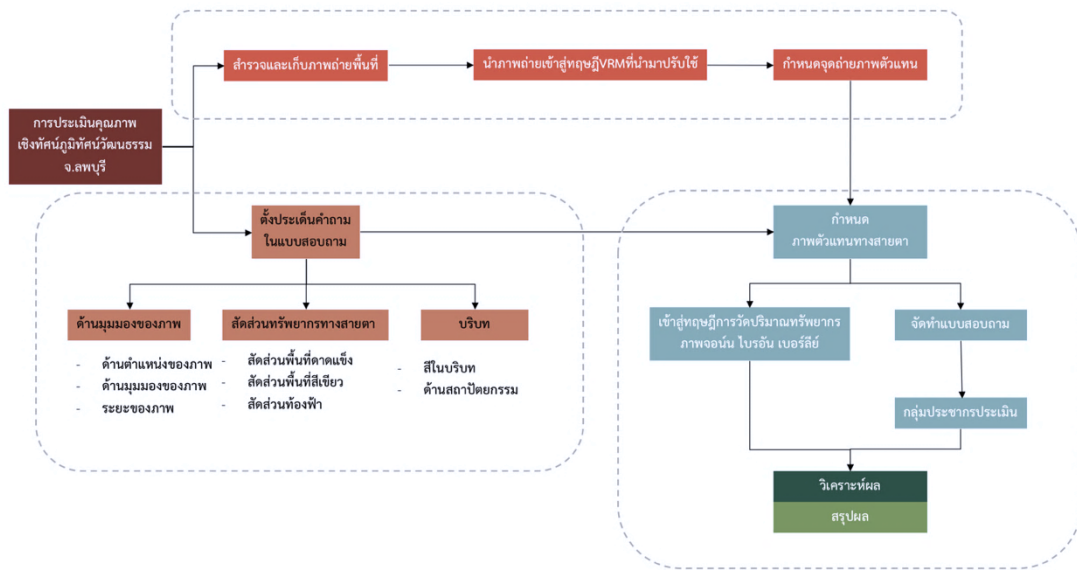 สำรวจและเก็บภาพถ่ายพื้นที่
นำภาพถ่ายเข้าสู่ทฤษฎีVRMที่นำมาปรับใช้
กำหนดจุดถ่ายภาพตัวแทน
การประเมินคุณภาพ
เชิงทัศน์ภูมิทัศน์วัฒนธรรม
จ.ลพบุรี
ตั้งประเด็นคำถาม
ในแบบสอบถาม
ด้านมุมมองของภาพ
- ด้านตำแหน่งของภาพ
- ด้านมุมมองของภาพ
- ระยะของภาพ
สัดส่วนทรัพยากรทางสายตา
- สัดส่วนพื้นที่ดาดแข็ง
- สัดส่วนพื้นที่สีเขียว
- สัดส่วนท้องฟ้า
บริบท
- สีในบริบท
- ด้านสถาปัตยกรรม
กำหนด
ภาพตัวแทนทางสายตา
เข้าสู่ทฤษฎีการวัดปริมาณทรัพยากร
ภาพจอน์น ไบรอัน เบอร์ลีย์
จัดทำแบบสอบถาม
กลุ่มประชากรประเมิน
วิเคราะห์ผล
สรุปผล